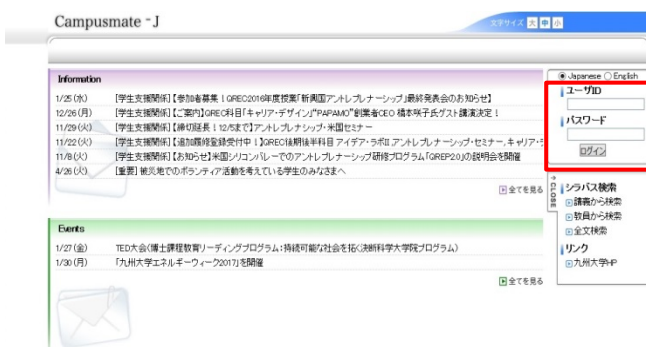 Campusmate-J
文字サイズ 大 中 小
Information
1/25(水) [学生支援関係]【参加者募集！QREC2016年度授業「新興国アントレプレナーシップ」最終発表会のお知らせ】
12/26(月) [学生支援関係]【ご案内】QREC科目「キャリア・デザイン」"PAPAMO"創業者CEO 橋本咲子氏ゲスト講演決定！
11/29(火) [学生支援関係]【締切延長！12/5まで】アントレプレナーシップ・米国セミナー
11/22(火) [学生支援関係]【追加履修登録受付中！】QREC後期後半科目 アイデア・ラボII,アントレプレナーシップ・セミナー,キャリア・デ
11/8(火) [学生支援関係]【お知らせ】米国シリコンバレーでのアントレプレナーシップ研修プログラム「QREP2.0」の説明会を開催
4/26(火) [重要] 被災地でのボランティア活動を考えている学生のみなさまへ
全てを見る
Events
1/27(金) TED大会(博士課程教育リーディングプログラム：持続可能な社会を拓く決断科学大学院プログラム)
1/30(月) 「九州大学エネルギーウィーク2017」を開催
全てを見る
Japanese English
ユーザID
パスワード
ログイン
CLOSE
シラバス検索
講義から検索
教員から検索
全文検索
リンク
九州大学HP